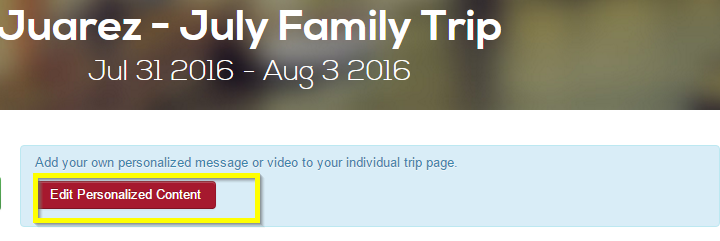 Juarez - July Family Trip
Jul 31 2016 - Aug 3 2016
Add your own personalized message or video to your individual trip page.
Edit Personalized Content